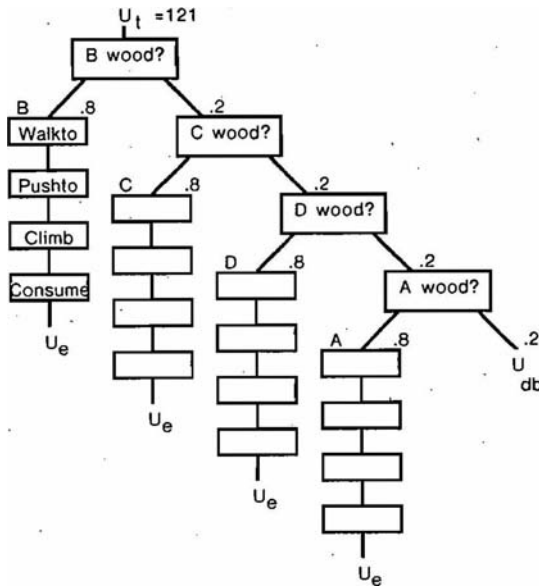 U_t =121
B wood?
B .8 .2
Walkto C wood?
C .8 .2
Pushto D wood?
Climb
D .8 .2
Consume A wood?
U_e
A .8 .2
U_db
U_e
U_e
U_e